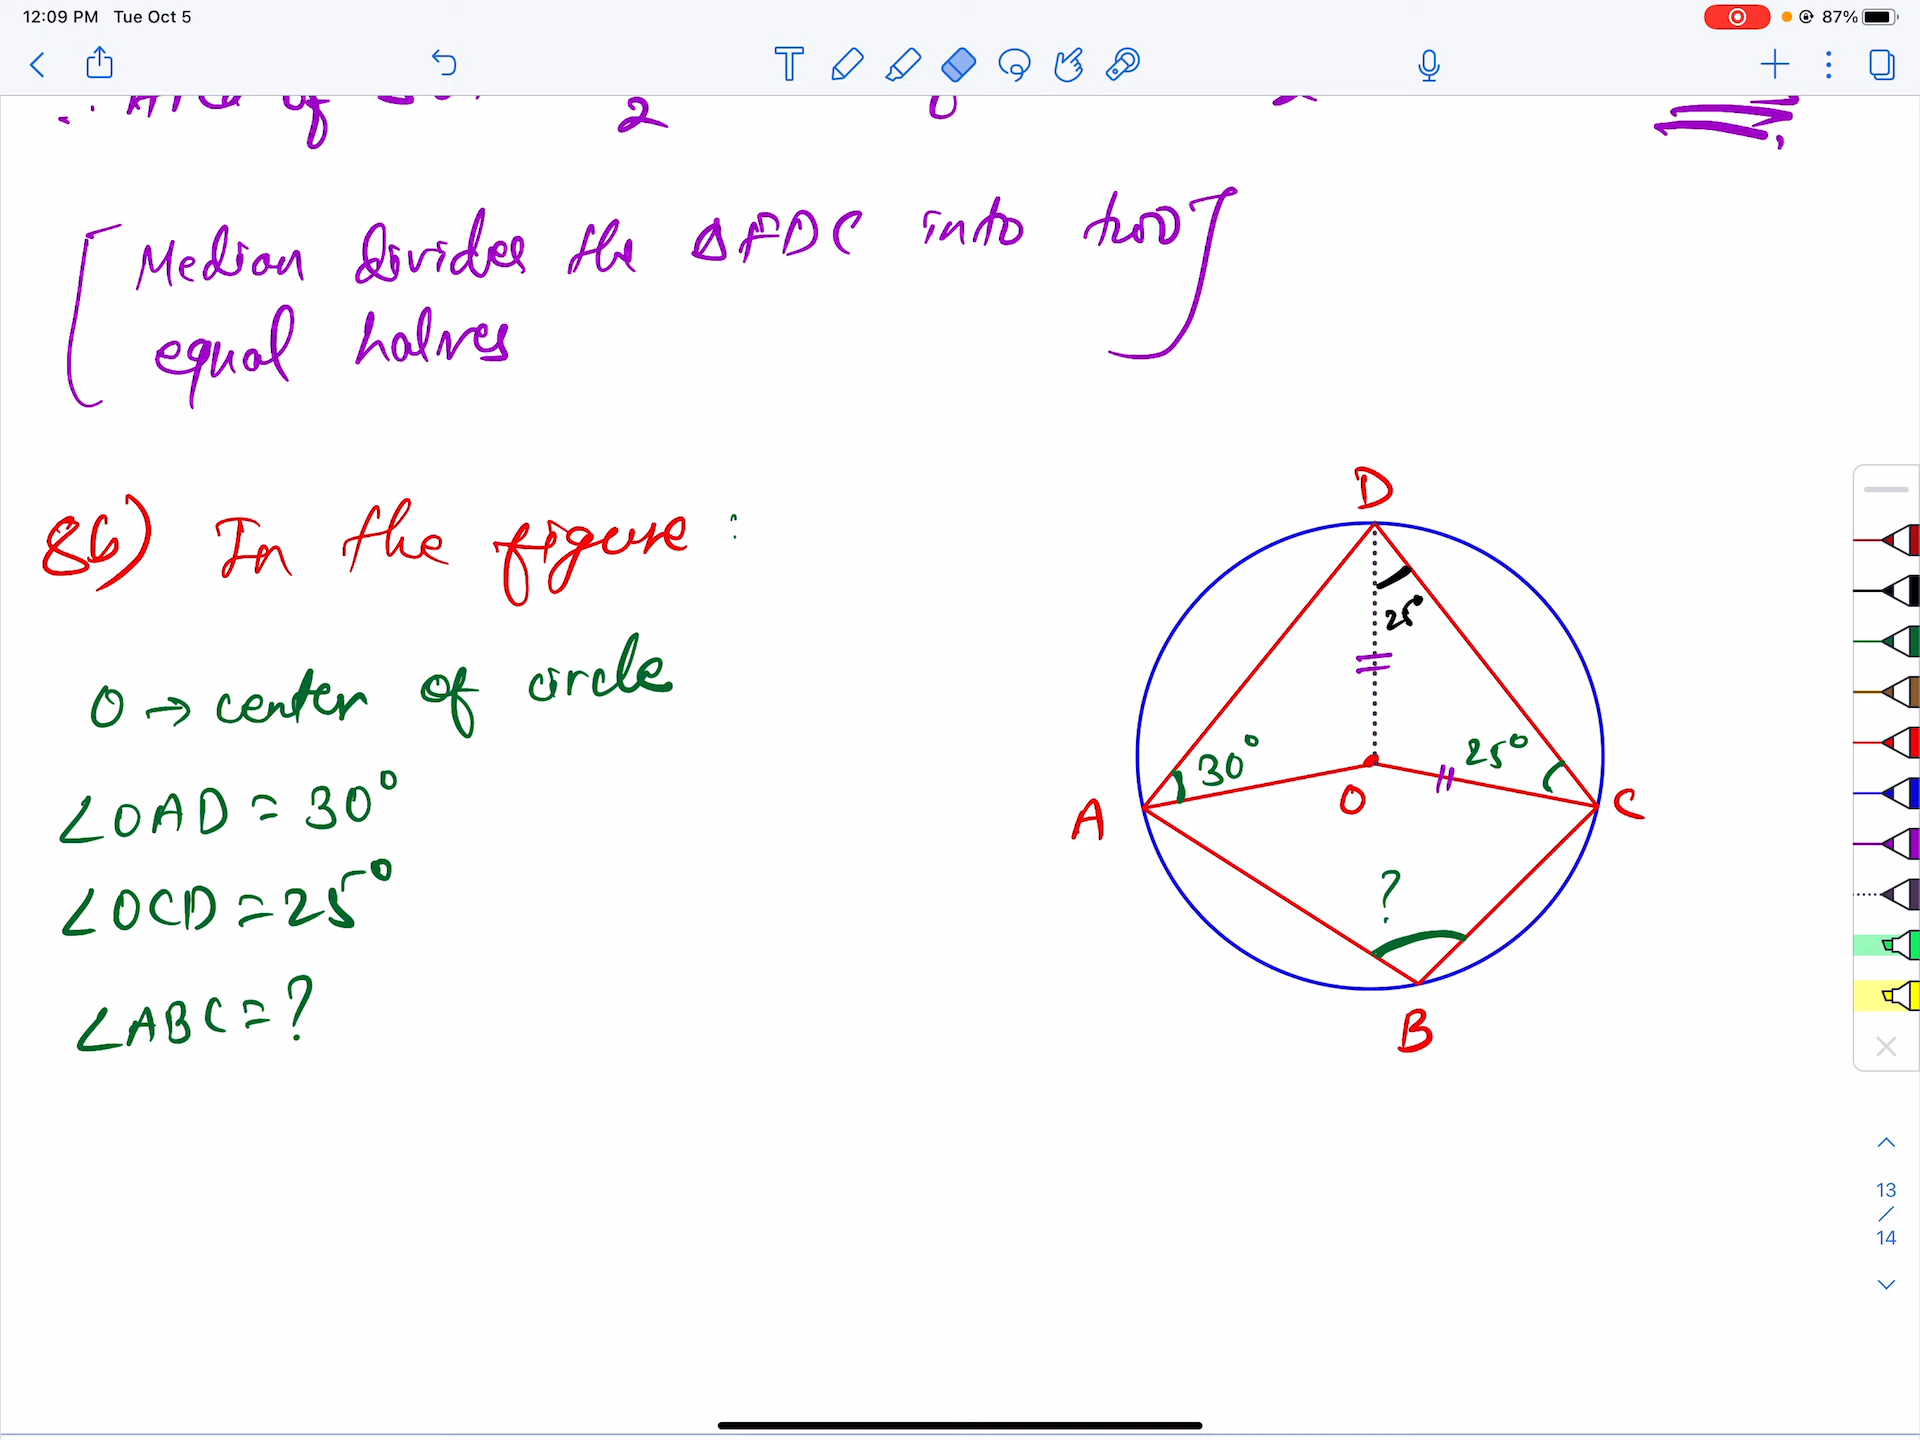 12:09 PM Tue Oct 5
87%
2
[Median divides the ΔFDC into two]
equal halves
86) In the figure :
O → center of circle
∠OAD = 30°
∠OCD = 25°
∠ABC = ?
D
25°
30°
25°
O
A
C
?
B
13
/
14